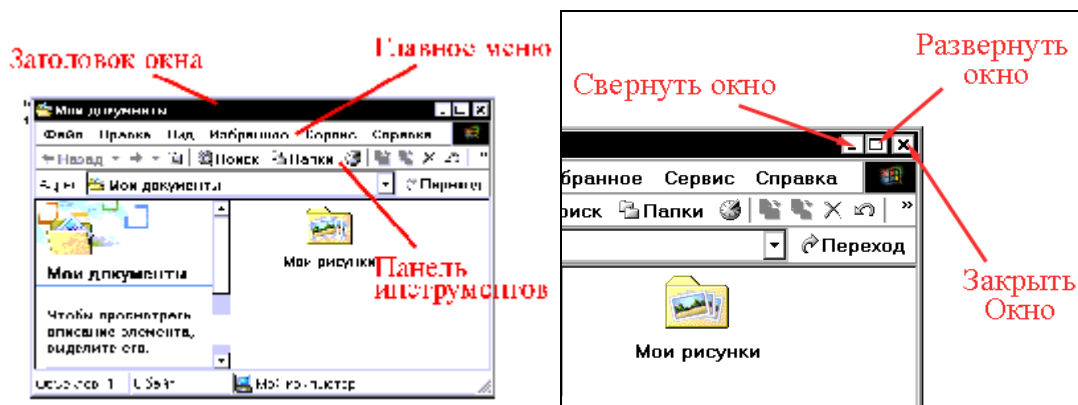 Заголовок окна
Главное меню
Мои документы
Файл Правка Вид Избранное Сервис Справка
Назад Поиск Папки »
Адрес Мои документы Переход
Мои документы
Мои рисунки
Панель
инструментов
Чтобы просмотреть
описание элемента,
выделите его.
Мой компьютер
Свернуть окно
Развернуть
окно
бранное Сервис Справка
оиск Папки »
Переход
Мои рисунки
Закрыть
Окно